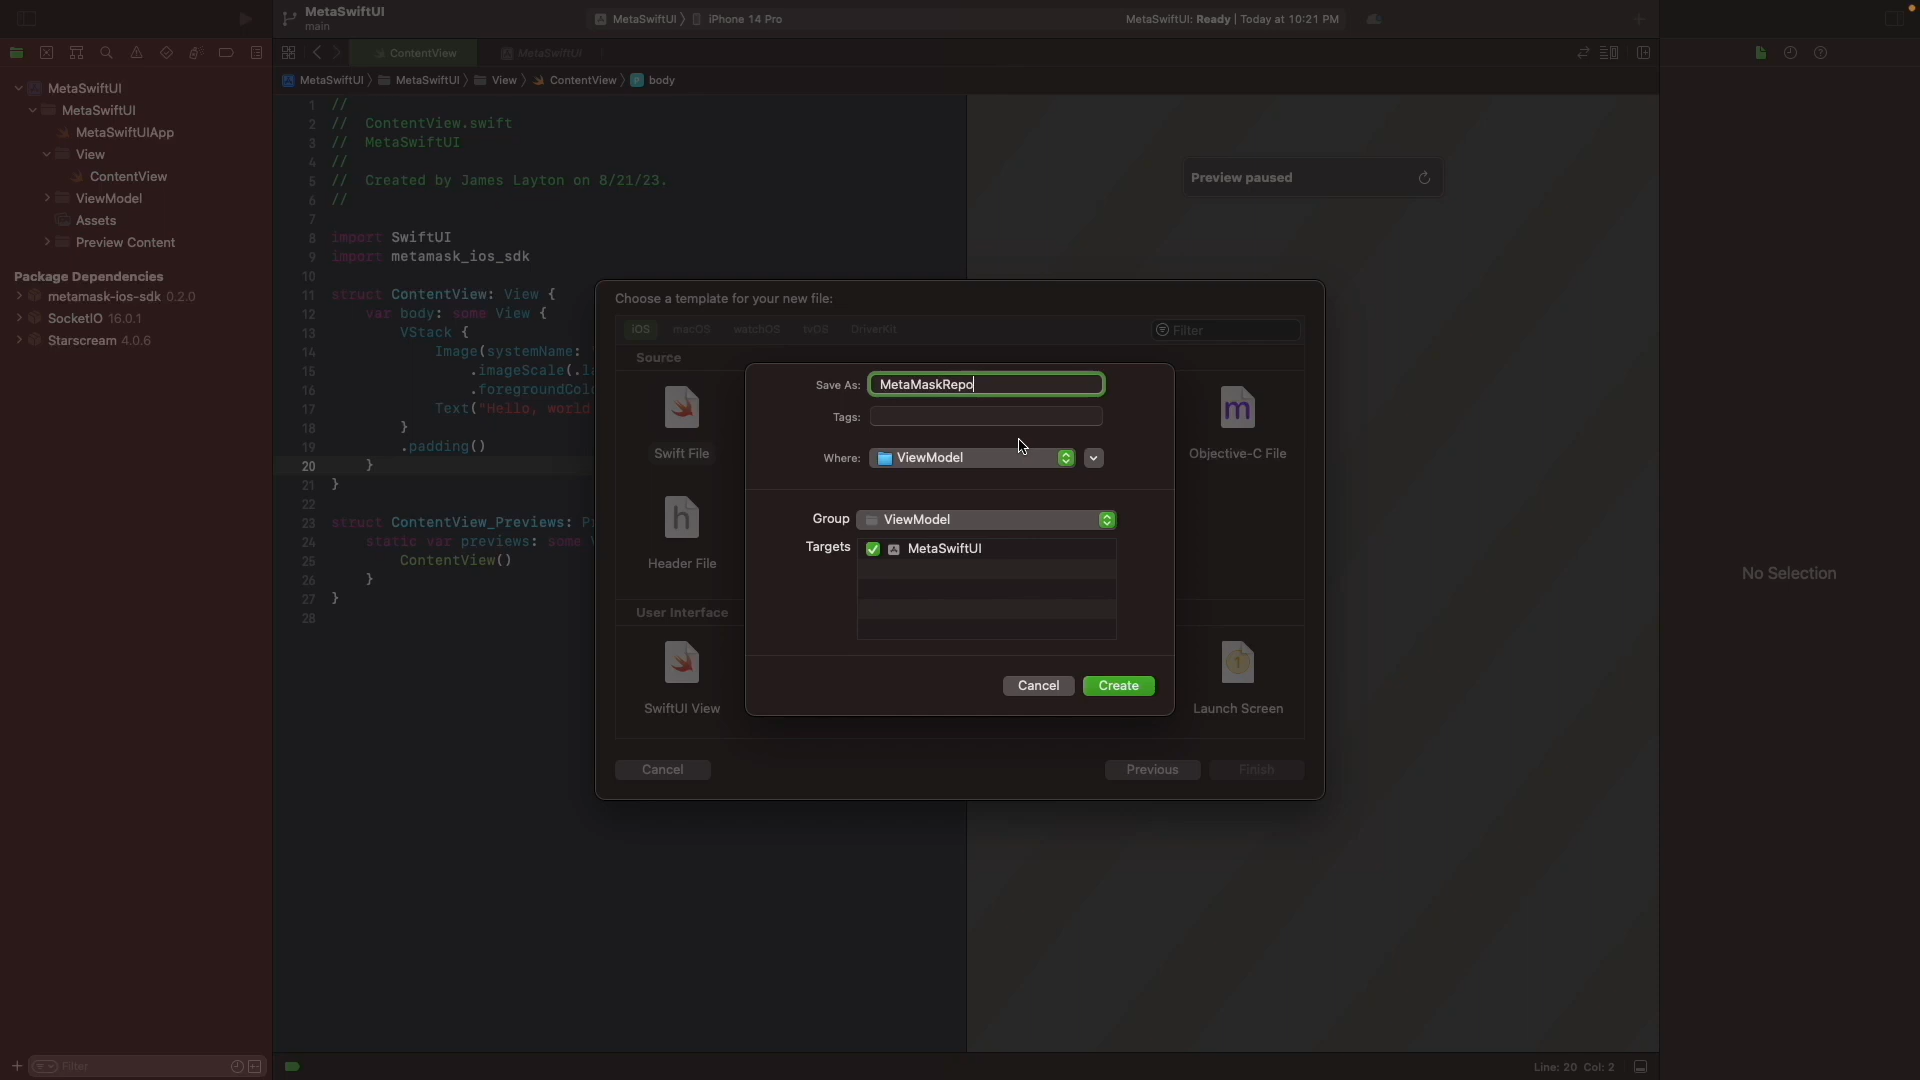 MetaSwiftUI
main
MetaSwiftUI
iPhone 14 Pro
MetaSwiftUI: Ready | Today at 10:21 PM
ContentView
MetaSwiftUI
MetaSwiftUI
MetaSwiftUI
View
ContentView
P
body
MetaSwiftUI
MetaSwiftUI
MetaSwiftUIApp
View
ContentView
ViewModel
Assets
Preview Content
Package Dependencies
metamask-ios-sdk 0.2.0
SocketIO 16.0.1
Starscream 4.0.6
Filter
1 //
2 // ContentView.swift
3 // MetaSwiftUI
4 //
5 // Created by James Layton on 8/21/23.
6 //
7
8 import SwiftUI
9 import metamask_ios_sdk
10
11 struct ContentView: View {
12 var body: some View {
13 VStack {
14 Image(systemName:
15 .imageScale(.la
16 .foregroundColo
17 Text("Hello, world
18 }
19 .padding()
20 }
21 }
22
23 struct ContentView_Previews: P
24 static var previews: some V
25 ContentView()
26 }
27 }
28
Preview paused
No Selection
Choose a template for your new file:
iOS
macOS
watchOS
tvOS
DriverKit
Filter
Source
Swift File
m
Objective-C File
h
Header File
User Interface
SwiftUI View
1
Launch Screen
Cancel
Previous
Finish
Save As: MetaMaskRepo
Tags:
Where: ViewModel
Group ViewModel
Targets MetaSwiftUI
Cancel
Create
Line: 20 Col: 2